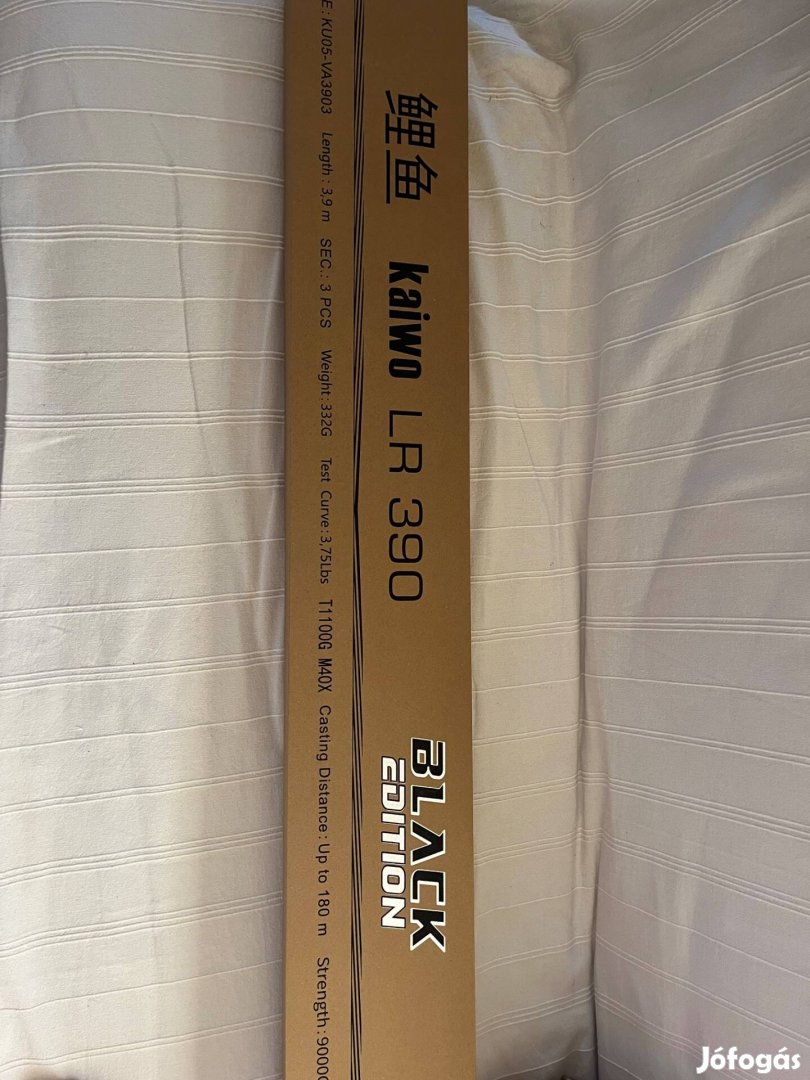 鲤鱼 Kaiwo LR 390
BLACK
EDITION
E: KU05-VA3903 Length: 3,9 m SEC.: 3 PCS Weight: 332G Test Curve: 3,75Lbs T1100G M40X Casting Distance: Up to 180 m Strength: 9000
Jófogás